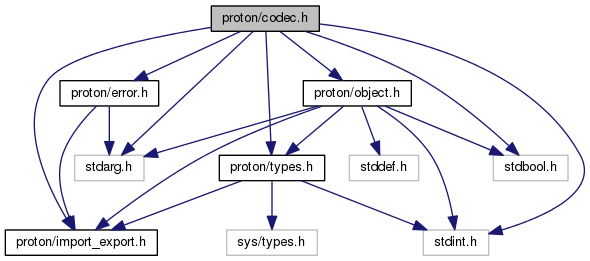 proton/codec.h
proton/error.h
proton/object.h
stdarg.h
proton/types.h
stddef.h
stdbool.h
proton/import_export.h
sys/types.h
stdint.h